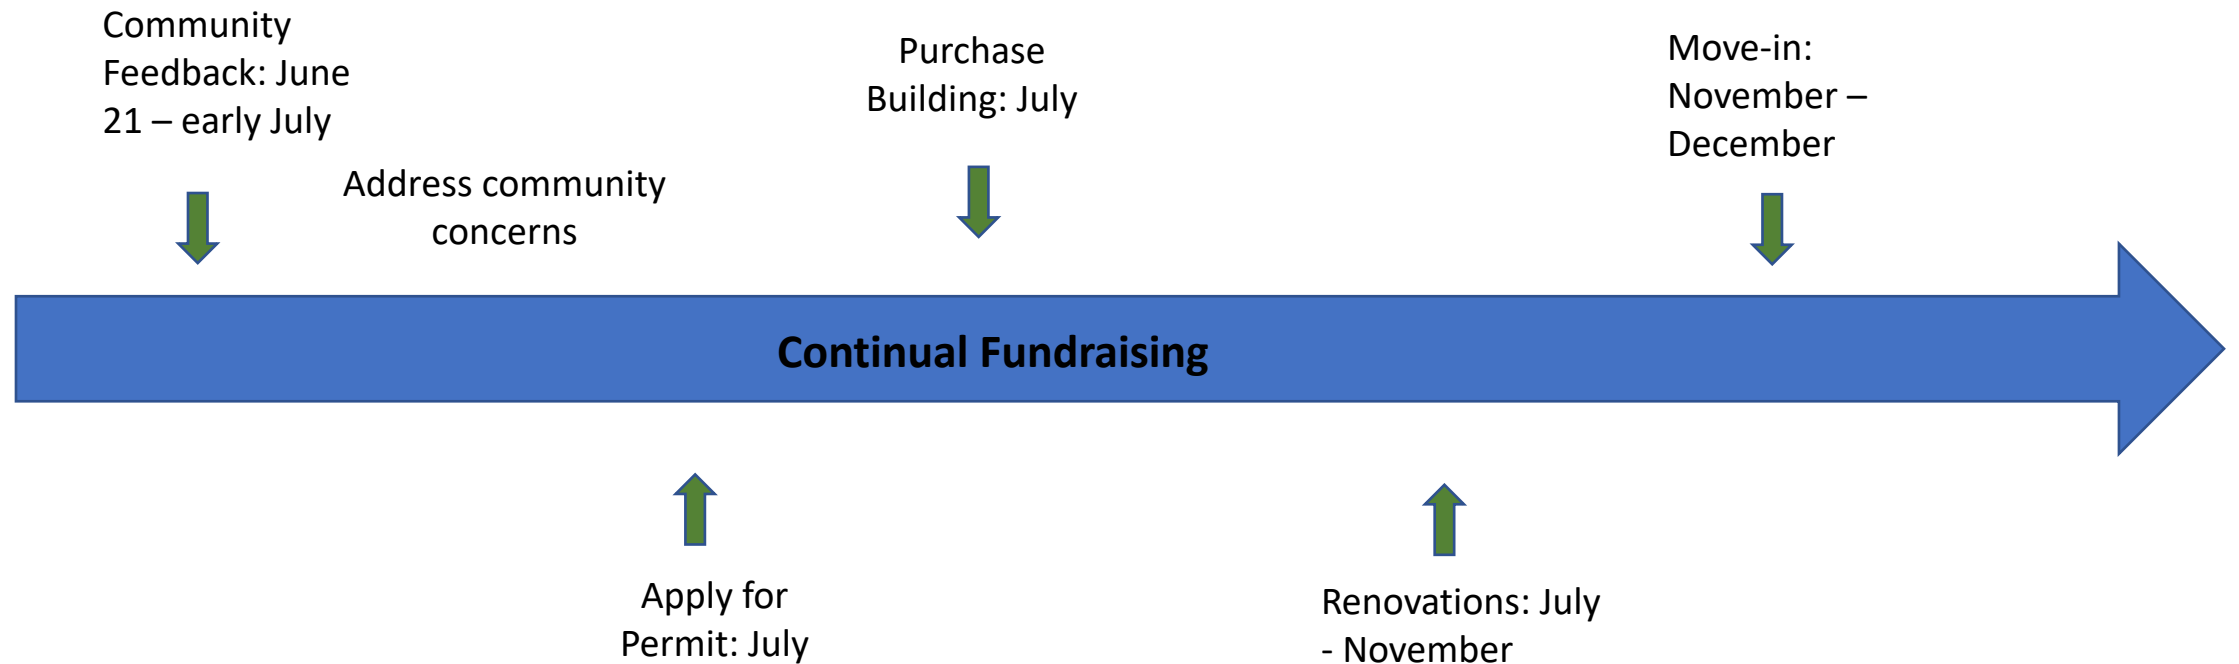 Community
Feedback: June
21 – early July
Address community
concerns
Purchase
Building: July
Move-in:
November –
December
Continual Fundraising
Apply for
Permit: July
Renovations: July
- November